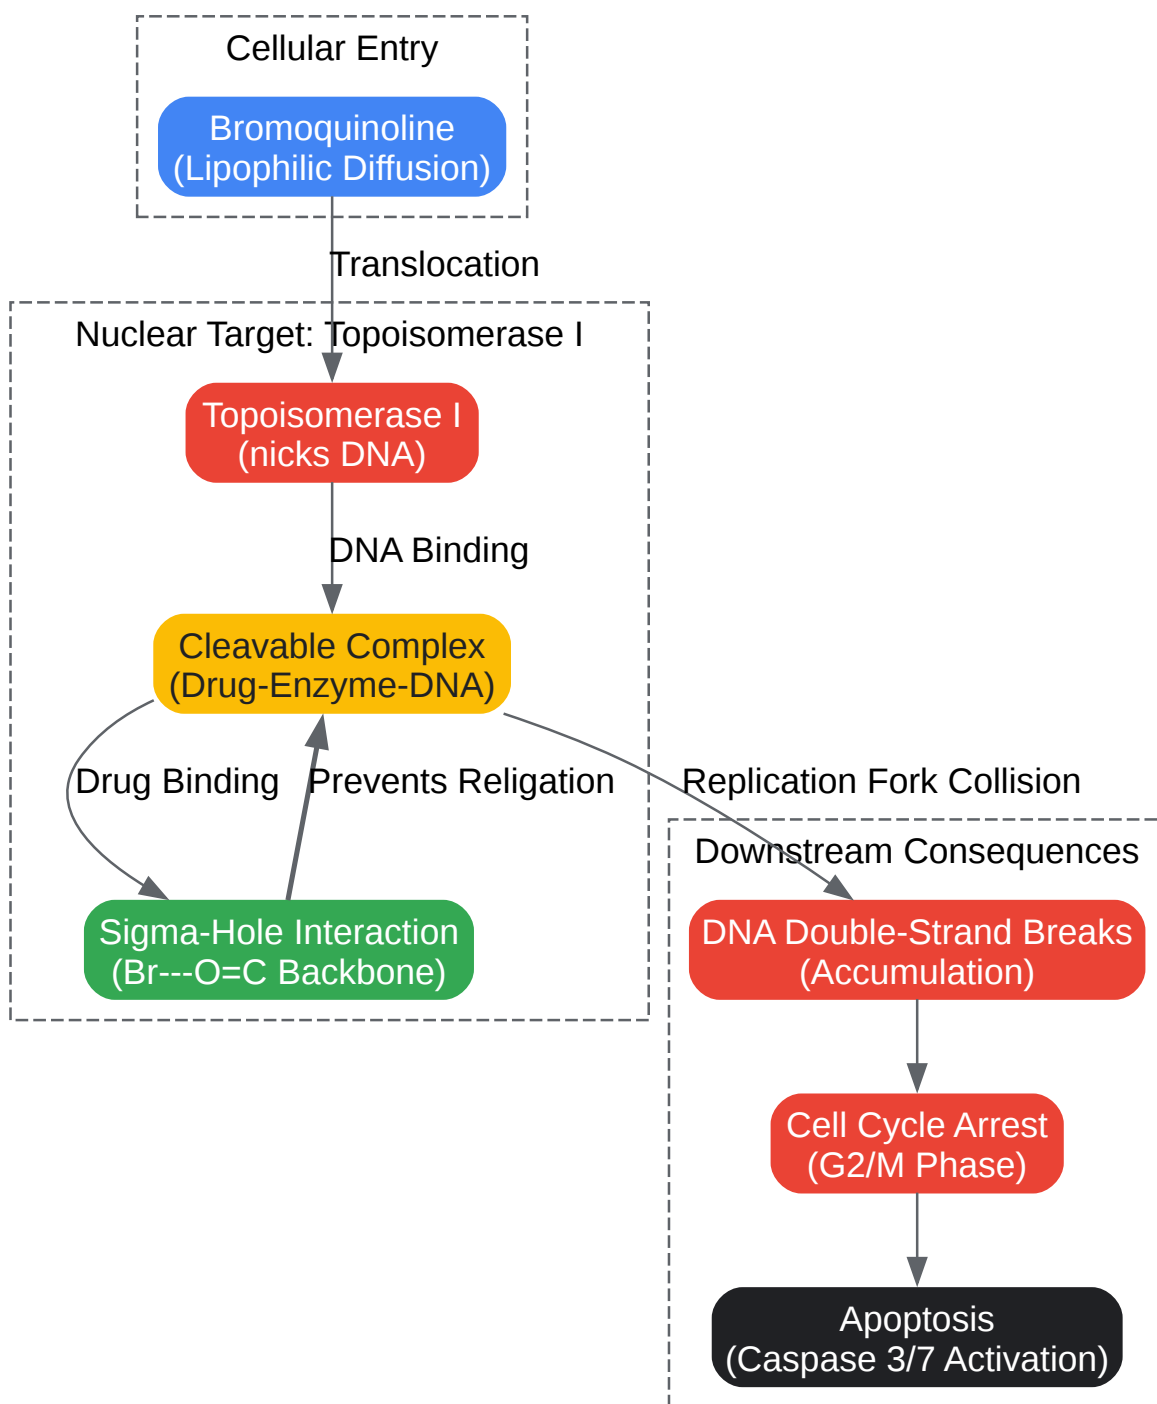 Cellular Entry
Bromoquinoline
(Lipophilic Diffusion)
Translocation
Nuclear Target: Topoisomerase I
Topoisomerase I
(nicks DNA)
DNA Binding
Cleavable Complex
(Drug-Enzyme-DNA)
Drug Binding
Prevents Religation
Replication Fork Collision
Sigma-Hole Interaction
(Br---O=C Backbone)
Downstream Consequences
DNA Double-Strand Breaks
(Accumulation)
Cell Cycle Arrest
(G2/M Phase)
Apoptosis
(Caspase 3/7 Activation)